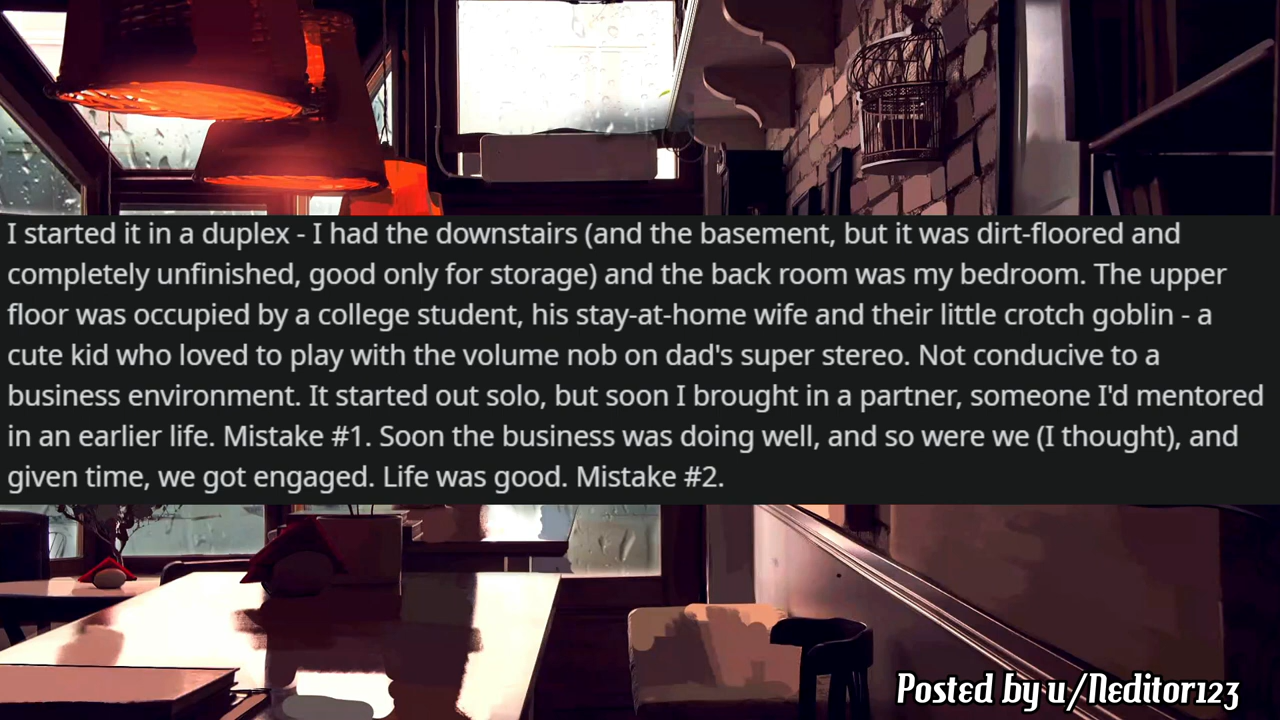 I started it in a duplex - I had the downstairs (and the basement, but it was dirt-floored and
completely unfinished, good only for storage) and the back room was my bedroom. The upper
floor was occupied by a college student, his stay-at-home wife and their little crotch goblin - a
cute kid who loved to play with the volume nob on dad's super stereo. Not conducive to a
business environment. It started out solo, but soon I brought in a partner, someone I'd mentored
in an earlier life. Mistake #1. Soon the business was doing well, and so were we (I thought), and
given time, we got engaged. Life was good. Mistake #2.
Posted by u/Neditor123